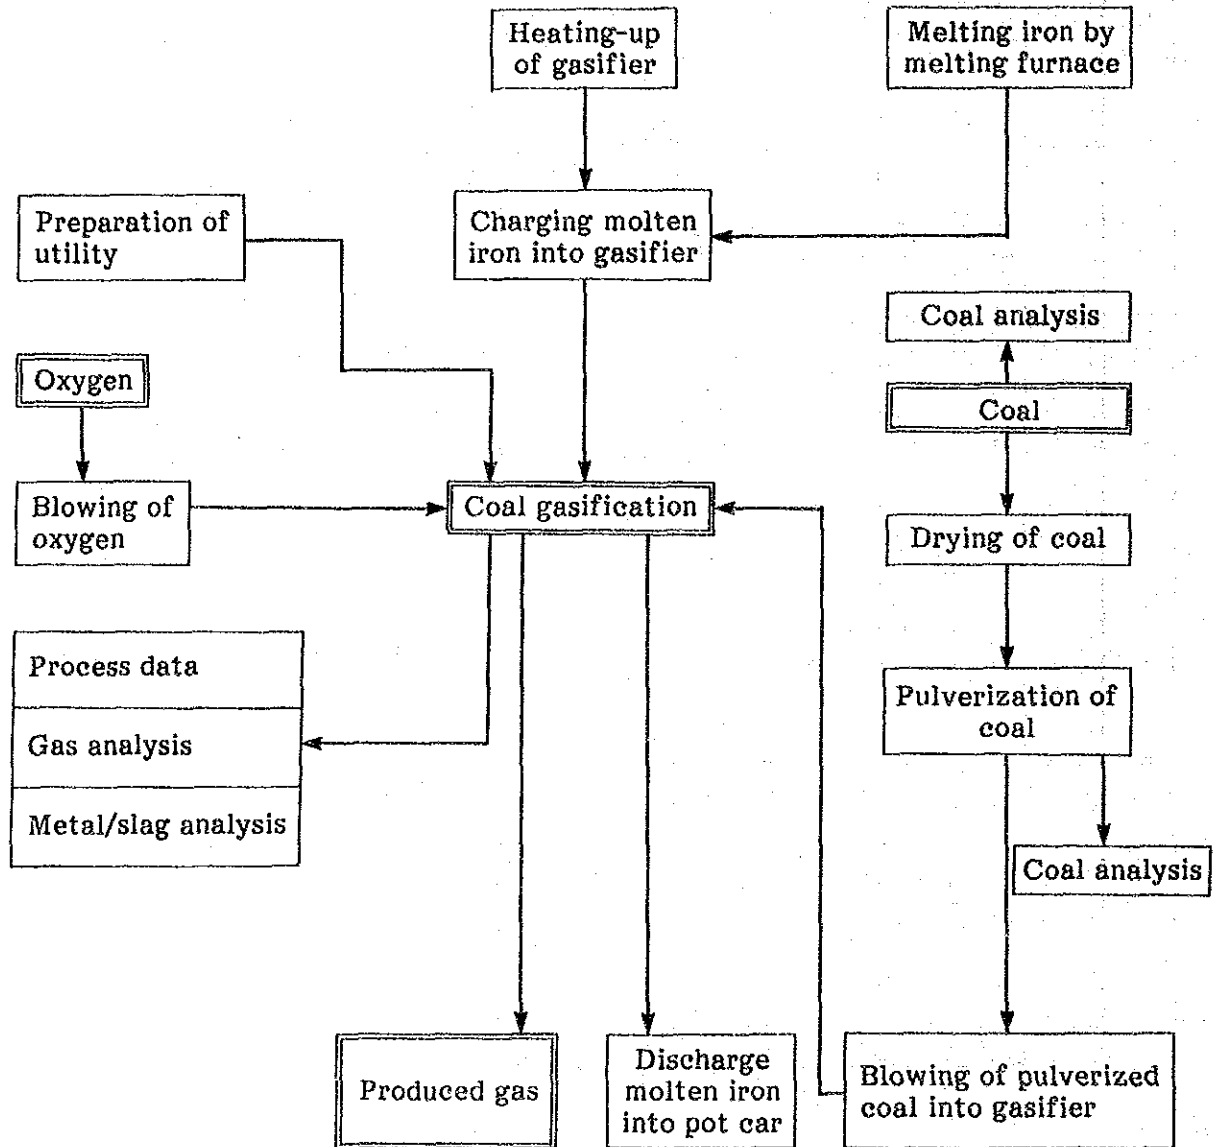 Heating-up
of gasifier
Melting iron by
melting furnace
Preparation of
utility
Charging molten
iron into gasifier
Coal analysis
Oxygen
Coal
Blowing of
oxygen
Coal gasification
Drying of coal
Process data
Gas analysis
Metal/slag analysis
Pulverization of
coal
Coal analysis
Produced gas
Discharge
molten iron
into pot car
Blowing of pulverized
coal into gasifier